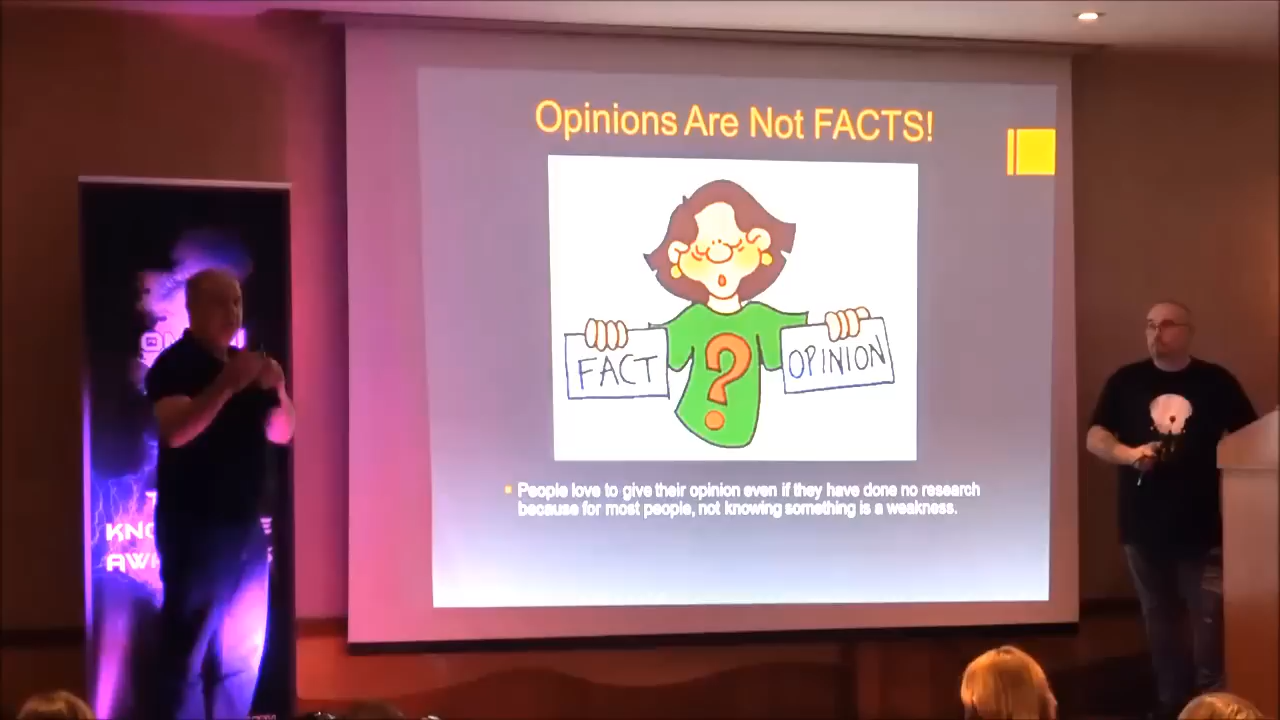 Opinions Are Not FACTS!
FACT
?
OPINION
People love to give their opinion even if they have done no research
because for most people, not knowing something is a weakness.